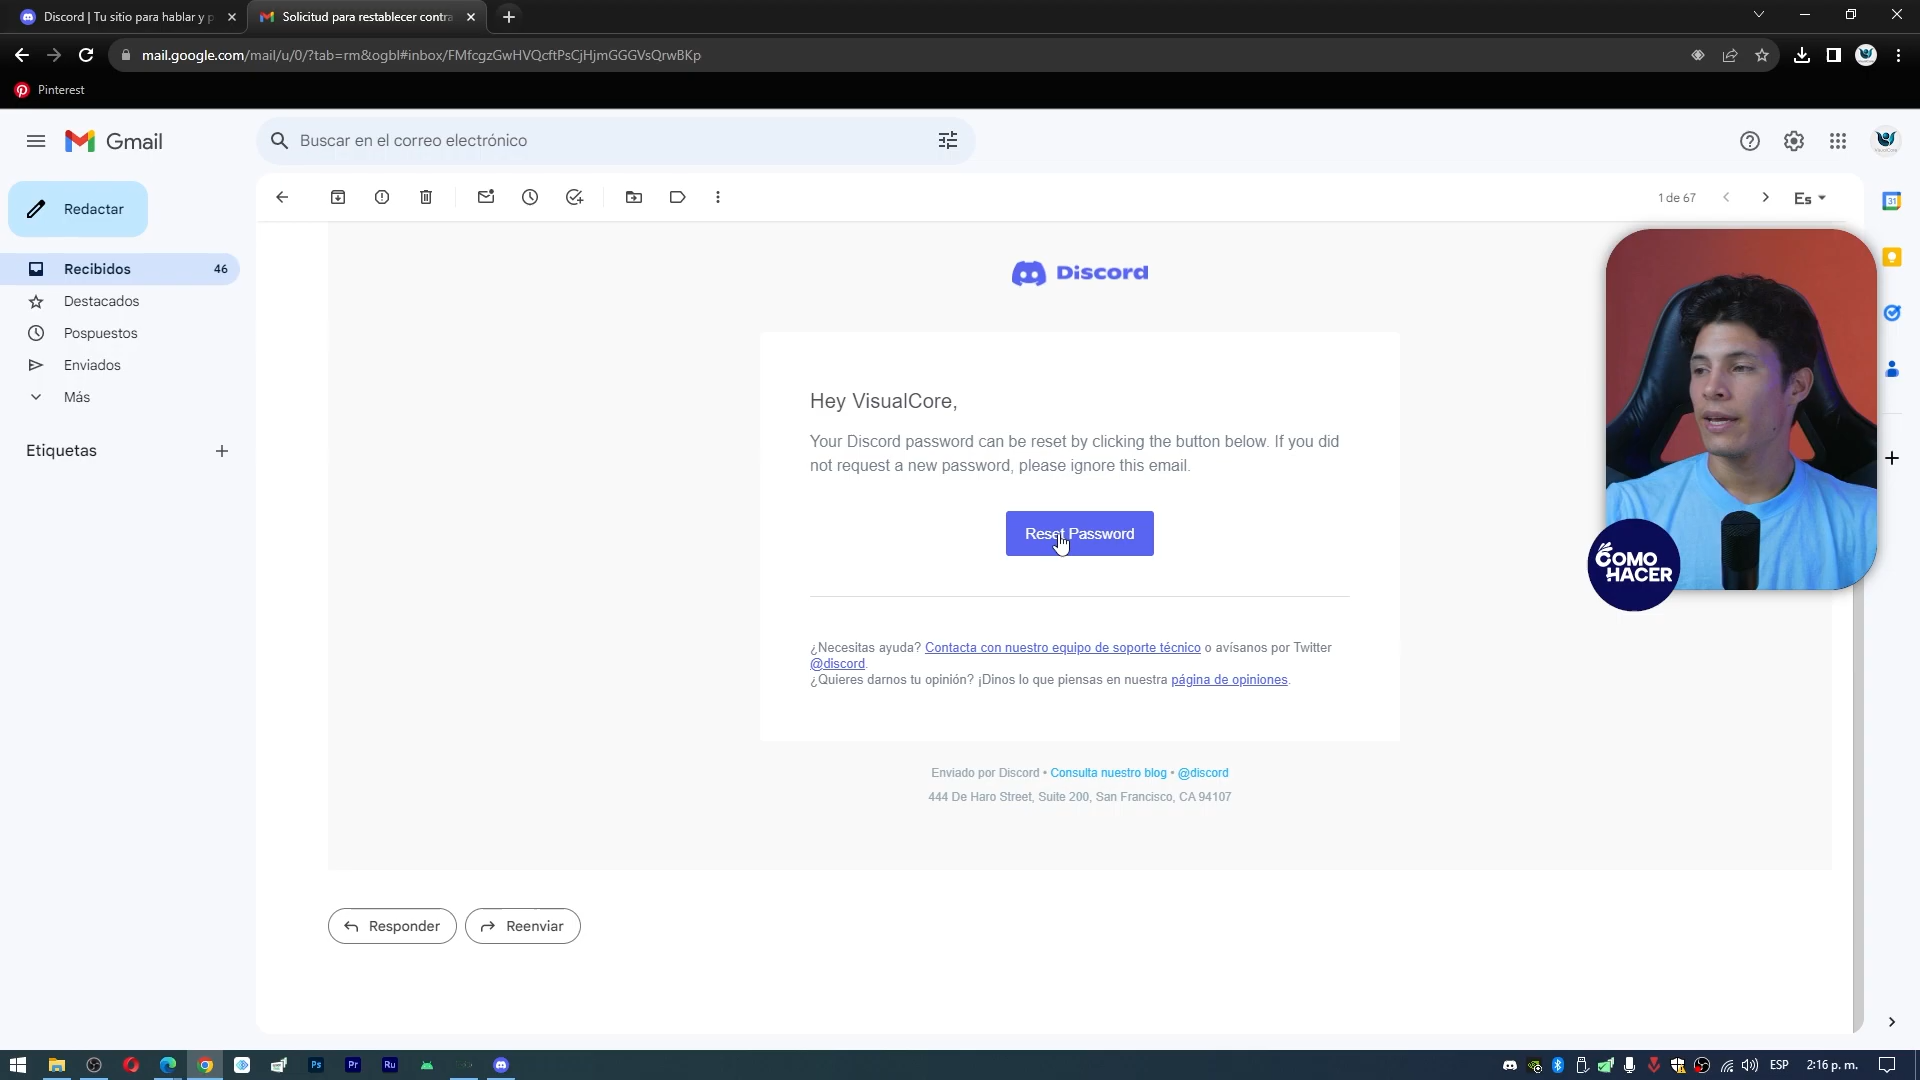 Discord | Tu sitio para hablar y p
Solicitud para restablecer contra
mail.google.com/mail/u/0/?tab=rm&ogbl#inbox/FMfcgzGwHVQcftPsCjHjmGGGVsQrwBKp
Pinterest
Gmail
Buscar en el correo electrónico
Redactar
1 de 67
Es
Recibidos
46
Destacados
Pospuestos
Enviados
Más
Etiquetas
Discord
Hey VisualCore,
Your Discord password can be reset by clicking the button below. If you did
not request a new password, please ignore this email.
Reset Password
¿Necesitas ayuda? Contacta con nuestro equipo de soporte técnico o avísanos por Twitter
@discord.
¿Quieres darnos tu opinión? ¡Dinos lo que piensas en nuestra página de opiniones.
Enviado por Discord • Consulta nuestro blog • @discord
444 De Haro Street, Suite 200, San Francisco, CA 94107
COMO
HACER
31
Responder
Reenviar
Ps
Pr
Ru
ESP
2:16 p. m.